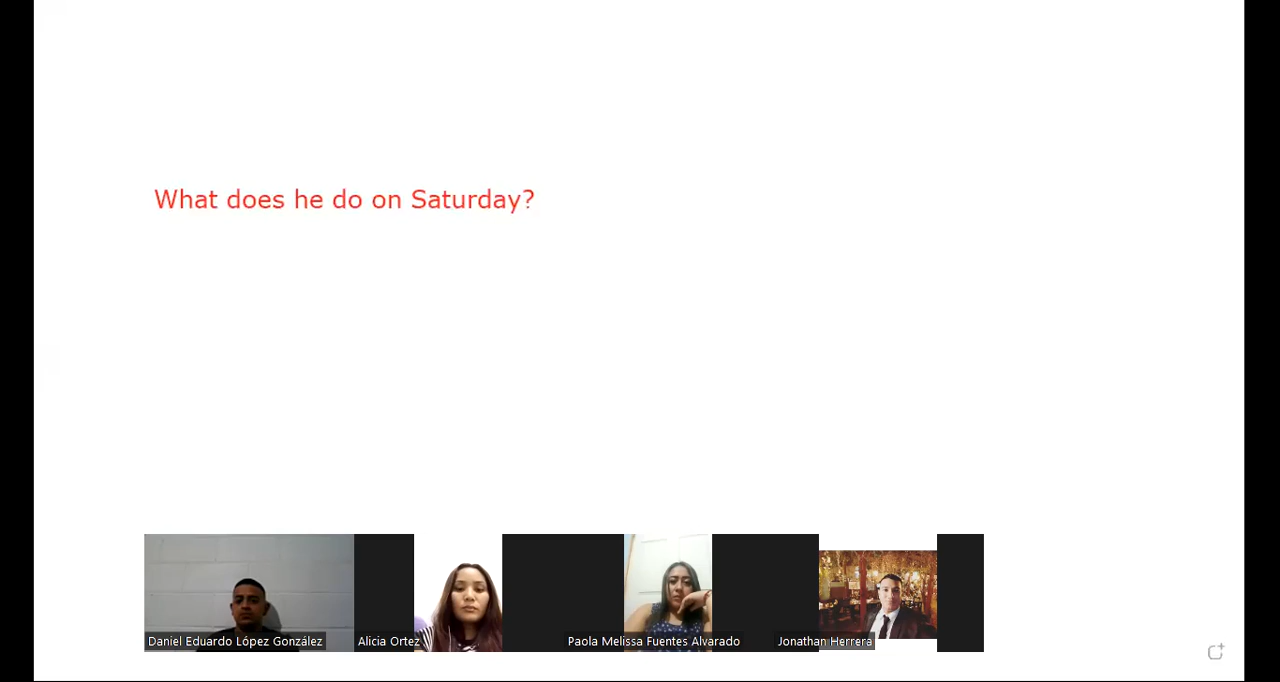 What does he do on Saturday?
Daniel Eduardo López González
Alicia Ortez
Paola Melissa Fuentes Alvarado
Jonathan Herrera